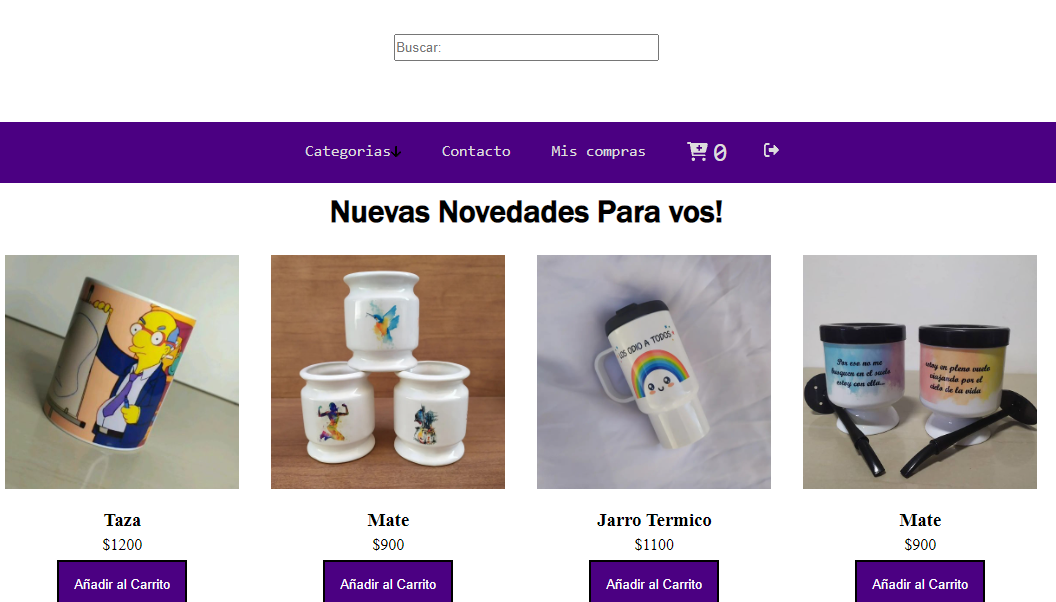 Buscar:
Categorias Contacto Mis compras 0
Nuevas Novedades Para vos!
LOS ODIO A TODOS
Por eso no me
busquen en el suelo
estoy con ella...
estoy en pleno vuelo
viajando por el
cielo de la vida
Taza Mate Jarro Termico Mate
$1200 $900 $1100 $900
Añadir al Carrito Añadir al Carrito Añadir al Carrito Añadir al Carrito